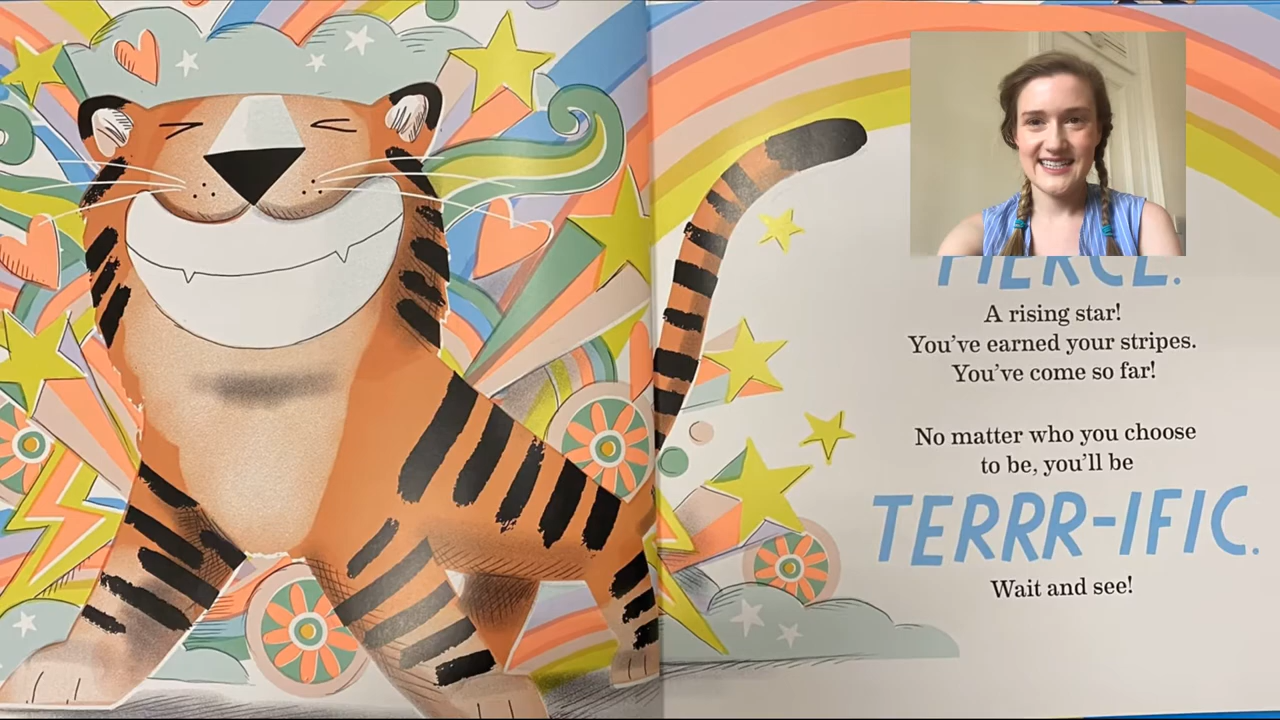 FIERCE.
A rising star!
You've earned your stripes.
You've come so far!
No matter who you choose
to be, you'll be
TERRR-IFIC.
Wait and see!